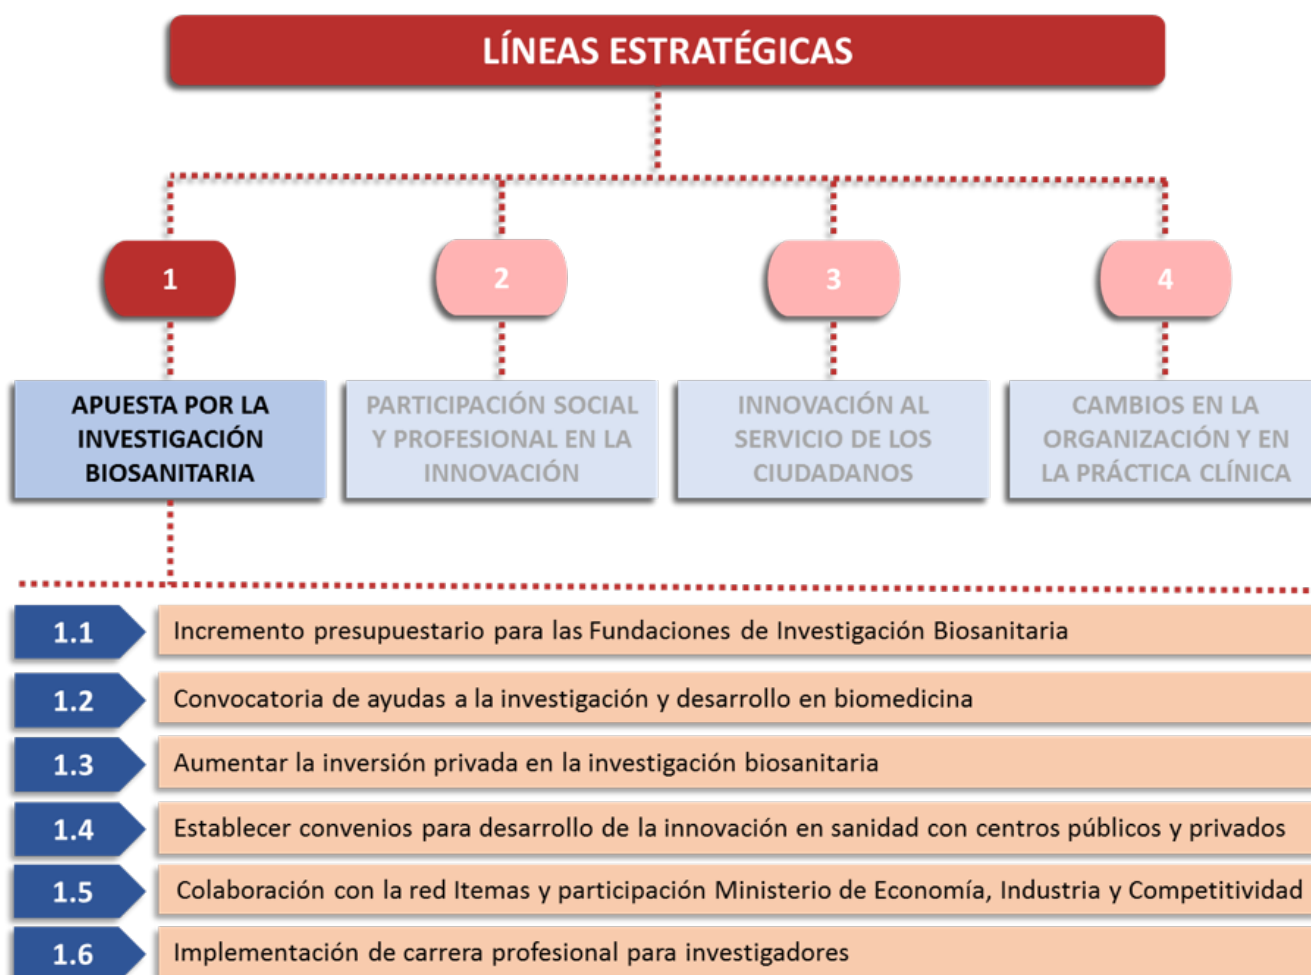 LÍNEAS ESTRATÉGICAS
1
2
3
4
APUESTA POR LA
INVESTIGACIÓN
BIOSANITARIA
PARTICIPACIÓN SOCIAL
Y PROFESIONAL EN LA
INNOVACIÓN
INNOVACIÓN AL
SERVICIO DE LOS
CIUDADANOS
CAMBIOS EN LA
ORGANIZACIÓN Y EN
LA PRÁCTICA CLÍNICA
1.1 Incremento presupuestario para las Fundaciones de Investigación Biosanitaria
1.2 Convocatoria de ayudas a la investigación y desarrollo en biomedicina
1.3 Aumentar la inversión privada en la investigación biosanitaria
1.4 Establecer convenios para desarrollo de la innovación en sanidad con centros públicos y privados
1.5 Colaboración con la red Itemas y participación Ministerio de Economía, Industria y Competitividad
1.6 Implementación de carrera profesional para investigadores